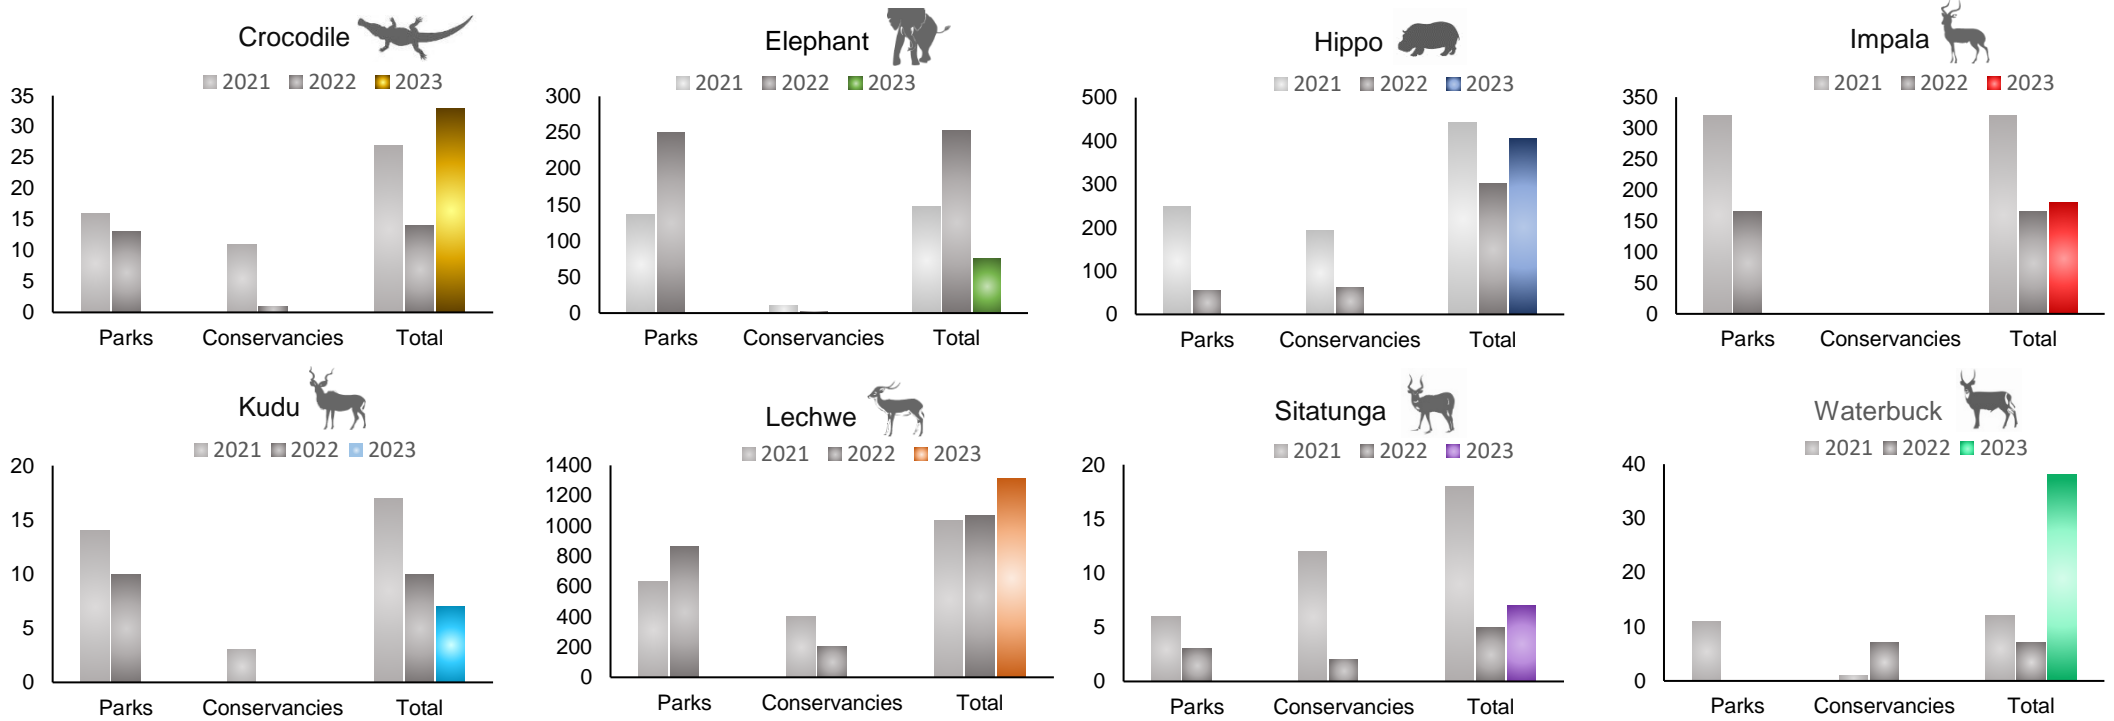 Crocodile
2021 2022 2023
35
30
25
20
15
10
5
0
Parks Conservancies Total
Elephant
2021 2022 2023
300
250
200
150
100
50
0
Parks Conservancies Total
Hippo
2021 2022 2023
500
400
300
200
100
0
Parks Conservancies Total
Impala
2021 2022 2023
350
300
250
200
150
100
50
0
Parks Conservancies Total
Kudu
2021 2022 2023
20
15
10
5
0
Parks Conservancies Total
Lechwe
2021 2022 2023
1400
1200
1000
800
600
400
200
0
Parks Conservancies Total
Sitatunga
2021 2022 2023
20
15
10
5
0
Parks Conservancies Total
Waterbuck
2021 2022 2023
40
30
20
10
0
Parks Conservancies Total